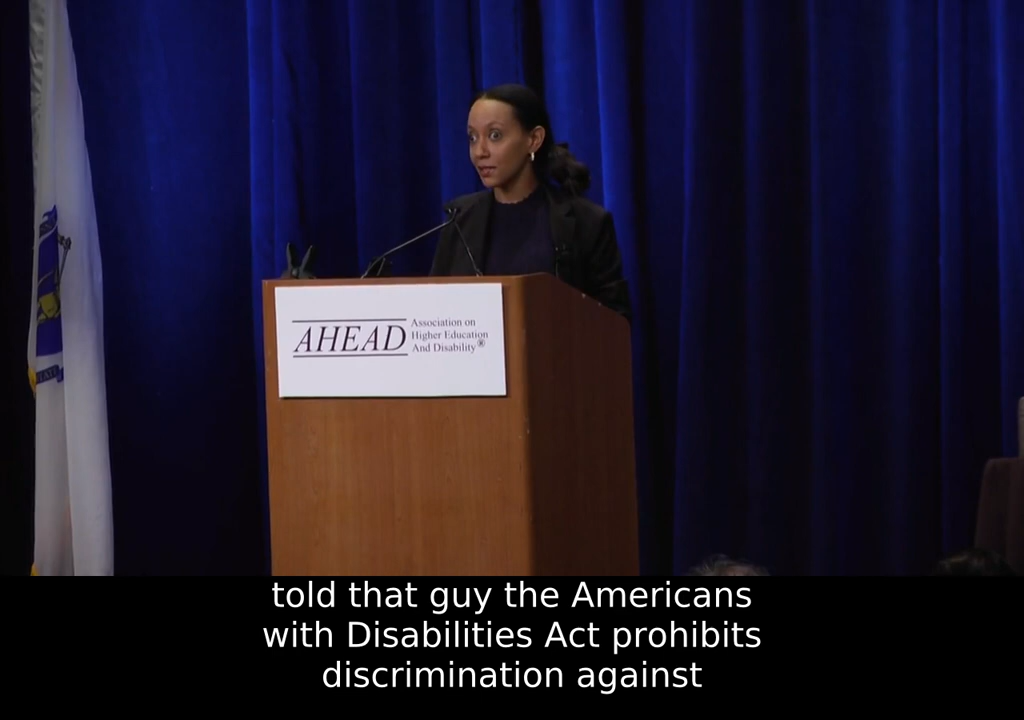 AHEAD
Association on
Higher Education
And Disability®
told that guy the Americans
with Disabilities Act prohibits
discrimination against